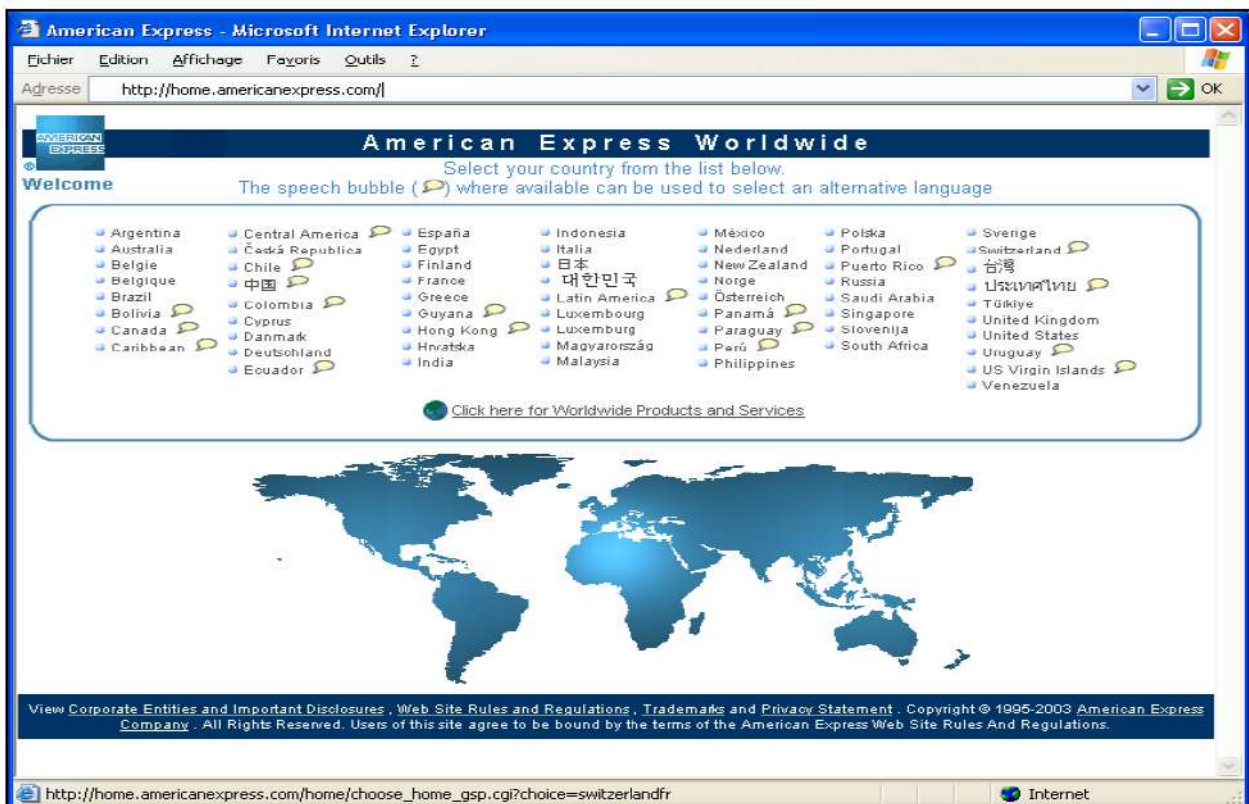 American Express - Microsoft Internet Explorer
Fichier Edition Affichage Favoris Outils ?
Adresse http://home.americanexpress.com/ OK
AMERICAN
EXPRESS
®
American Express Worldwide
Welcome
Select your country from the list below.
The speech bubble ( ) where available can be used to select an alternative language
Argentina
Australia
Belgie
Belgique
Brazil
Bolivia
Canada
Caribbean
Central America
Česká Republica
Chile
中国
Colombia
Cyprus
Danmark
Deutschland
Ecuador
España
Egypt
Finland
France
Greece
Guyana
Hong Kong
Hrvatska
India
Indonesia
Italia
日本
대한민국
Latin America
Luxembourg
Luxemburg
Magyarország
Malaysia
México
Nederland
New Zealand
Norge
Österreich
Panamá
Paraguay
Perú
Philippines
Polska
Portugal
Puerto Rico
Russia
Saudi Arabia
Singapore
Slovenija
South Africa
Sverige
Switzerland
台灣
ประเทศไทย
Türkiye
United Kingdom
United States
Uruguay
US Virgin Islands
Venezuela
Click here for Worldwide Products and Services
View Corporate Entities and Important Disclosures , Web Site Rules and Regulations , Trademarks and Privacy Statement . Copyright © 1995-2003 American Express
Company . All Rights Reserved. Users of this site agree to be bound by the terms of the American Express Web Site Rules And Regulations.
http://home.americanexpress.com/home/choose_home_gsp.cgi?choice=switzerlandfr Internet